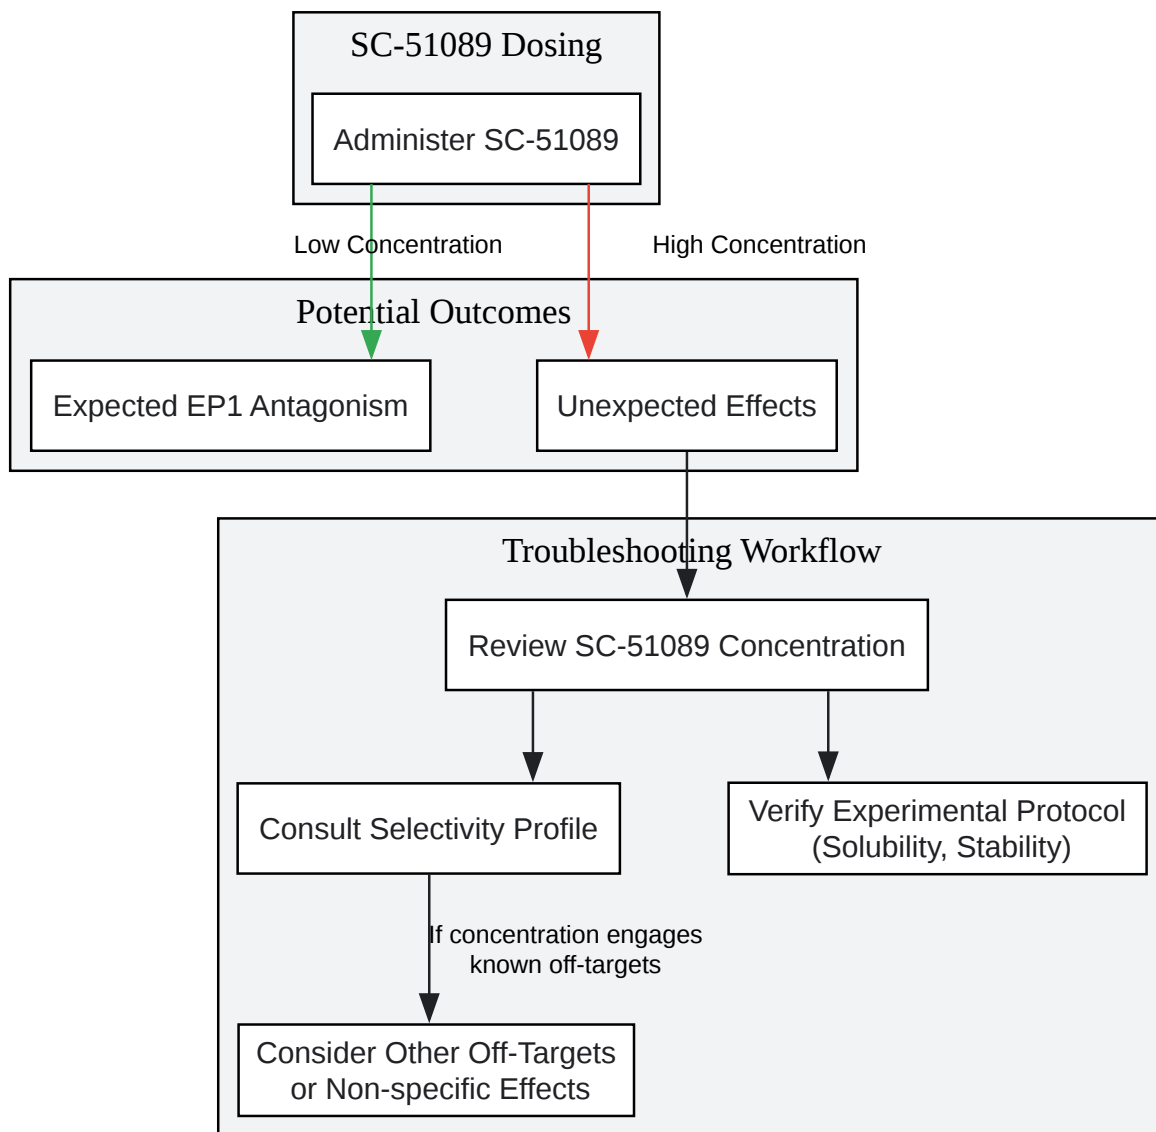 SC-51089 Dosing
Administer SC-51089
Low Concentration
High Concentration
Potential Outcomes
Expected EP1 Antagonism
Unexpected Effects
Troubleshooting Workflow
Review SC-51089 Concentration
Consult Selectivity Profile
Verify Experimental Protocol
(Solubility, Stability)
If concentration engages
known off-targets
Consider Other Off-Targets
or Non-specific Effects